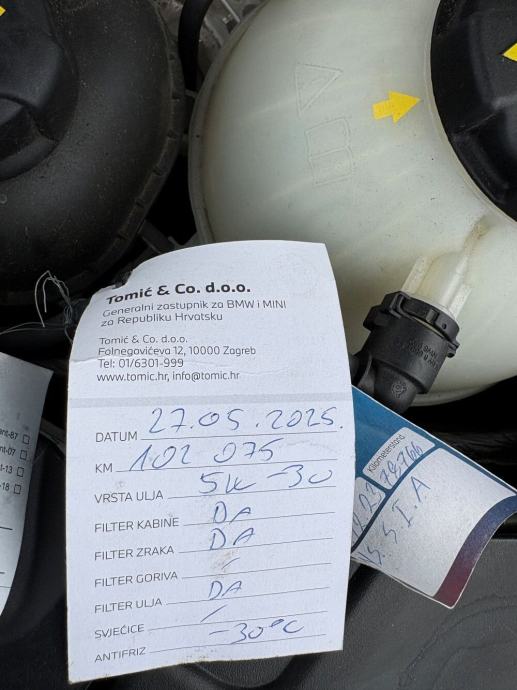 Tomić & Co. d.o.o.
Generalni zastupnik za BMW i MINI
za Republiku Hrvatsku
Tomić & Co. d.o.o.
Folnegovićeva 12, 10000 Zagreb
Tel: 01/6301-999
www.tomic.hr, info@tomic.hr
DATUM 27.05.2025.
KM 102 075
VRSTA ULJA 5W-30
FILTER KABINE DA
FILTER ZRAKA DA
FILTER GORIVA /
FILTER ULJA DA
SVJEĆICE /
ANTIFRIZ -30°C
Kilometerstand
78766
S.I.A